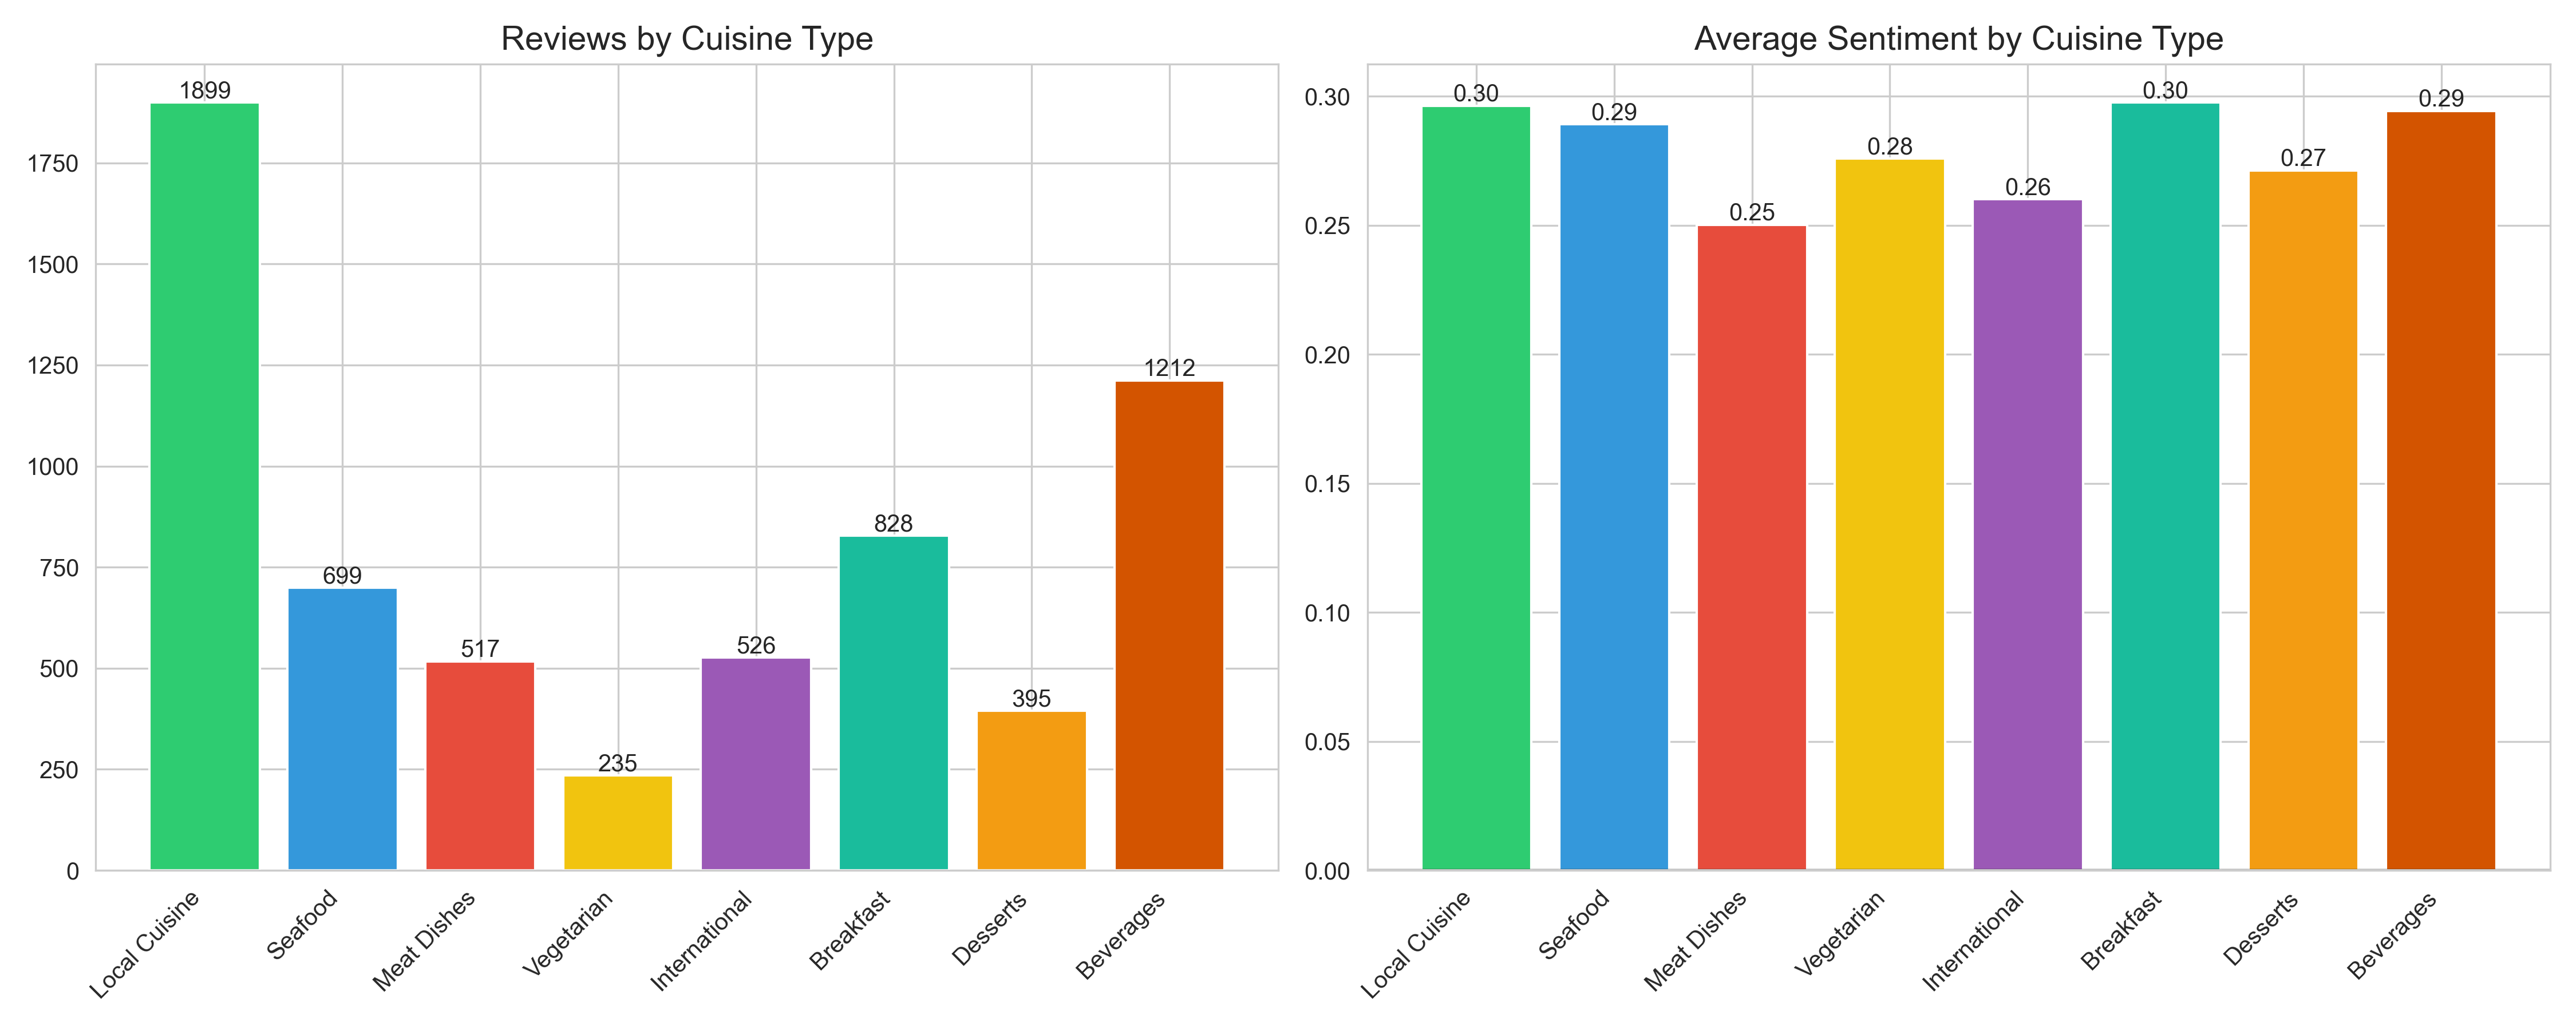 Reviews by Cuisine Type
1899
699
517
235
526
828
395
1212
1750
1500
1250
1000
750
500
250
0
Local Cuisine
Seafood
Meat Dishes
Vegetarian
International
Breakfast
Desserts
Beverages
Average Sentiment by Cuisine Type
0.30
0.29
0.25
0.28
0.26
0.30
0.27
0.29
0.30
0.25
0.20
0.15
0.10
0.05
0.00
Local Cuisine
Seafood
Meat Dishes
Vegetarian
International
Breakfast
Desserts
Beverages